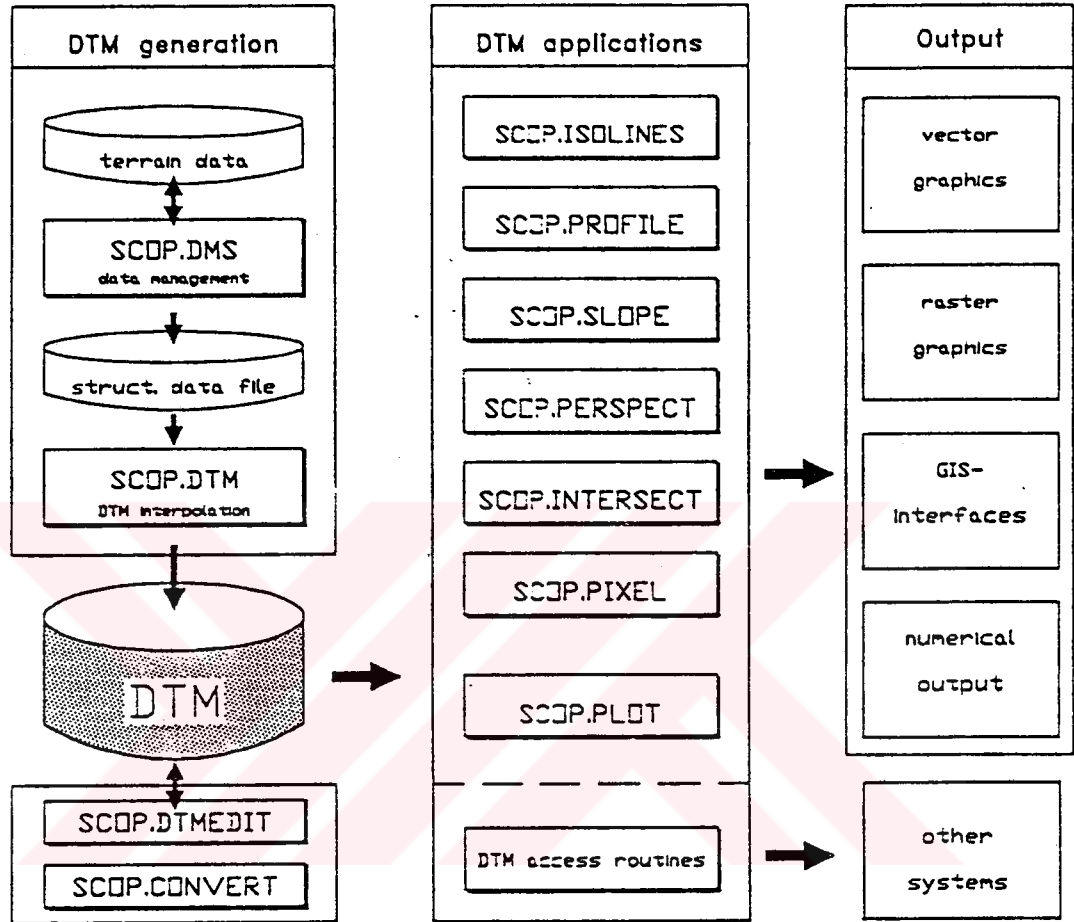 DTM generation
terrain data
SCOP.DMS
data management
struct. data file
SCOP.DTM
DTM interpolation
DTM
SCOP.DTMEDIT
SCOP.CONVERT
DTM applications
SCOP.ISOLINES
SCOP.PROFILE
SCOP.SLOPE
SCOP.PERSPECT
SCOP.INTERSECT
SCOP.PIXEL
SCOP.PLOT
DTM access routines
Output
vector
graphics
raster
graphics
GIS-
interfaces
numerical
output
other
systems